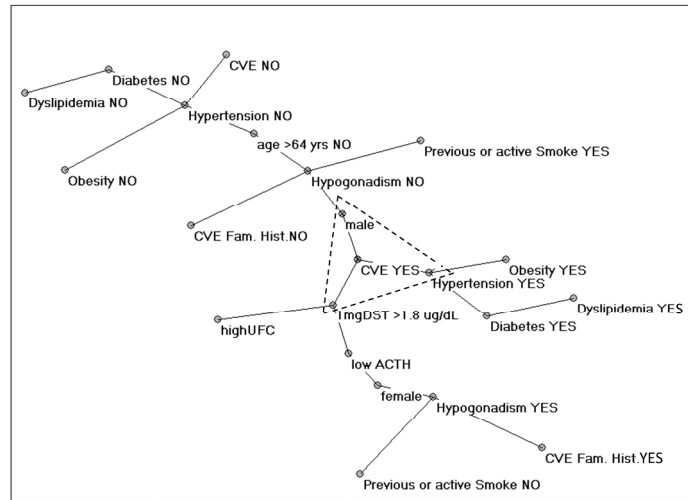 CVE NO
Diabetes NO
Dyslipidemia NO
Hypertension NO
age >64 yrs NO
Previous or active Smoke YES
Obesity NO
Hypogonadism NO
male
CVE Fam. Hist.NO
CVE YES
Obesity YES
Hypertension YES
Dyslipidemia YES
1mgDST >1.8 ug/dL
Diabetes YES
highUFC
low ACTH
female
Hypogonadism YES
CVE Fam. Hist.YES
Previous or active Smoke NO